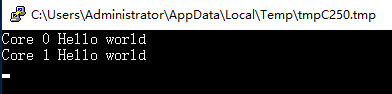 C:\Users\Administrator\AppData\Local\Temp\tmpC250.tmp
Core 0 Hello world
Core 1 Hello world